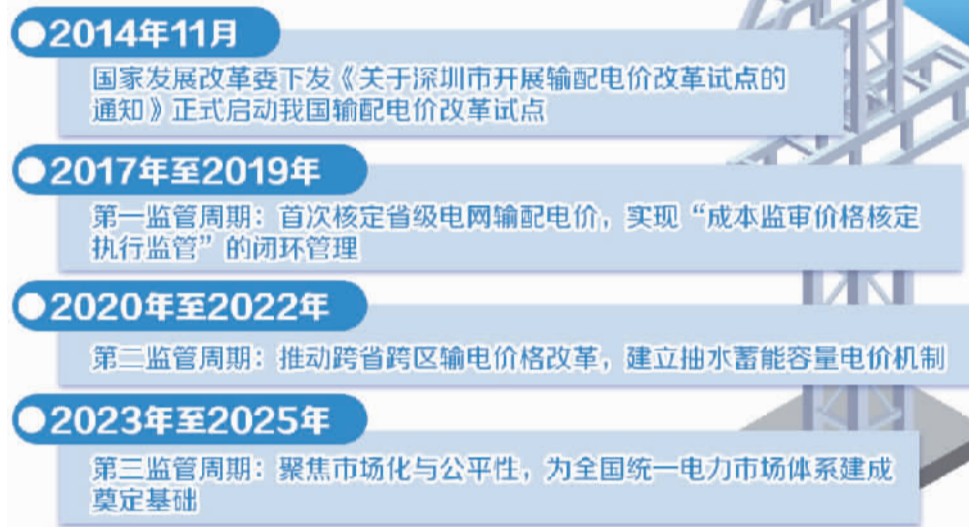 2014年11月
国家发展改革委下发《关于深圳市开展输配电价改革试点的
通知》正式启动我国输配电价改革试点
2017年至2019年
第一监管周期：首次核定省级电网输配电价，实现“成本监审价格核定
执行监管”的闭环管理
2020年至2022年
第二监管周期：推动跨省跨区输电价格改革，建立抽水蓄能容量电价机制
2023年至2025年
第三监管周期：聚焦市场化与公平性，为全国统一电力市场体系建成
奠定基础